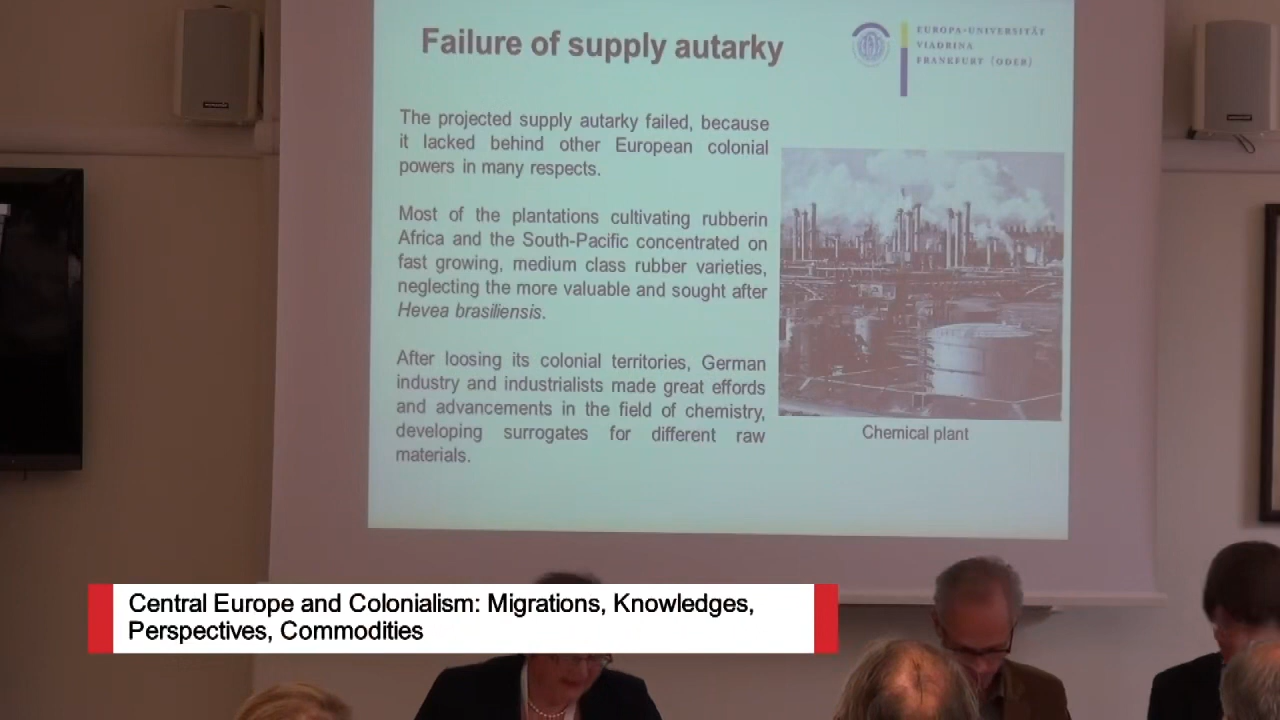 Failure of supply autarky
EUROPA-UNIVERSITÄT
VIADRINA
FRANKFURT (ODER)
The projected supply autarky failed, because
it lacked behind other European colonial
powers in many respects.
Most of the plantations cultivating rubberin
Africa and the South-Pacific concentrated on
fast growing, medium class rubber varieties,
neglecting the more valuable and sought after
Hevea brasiliensis.
After loosing its colonial territories, German
industry and industrialists made great effords
and advancements in the field of chemistry,
developing surrogates for different raw
materials.
Chemical plant
Central Europe and Colonialism: Migrations, Knowledges,
Perspectives, Commodities